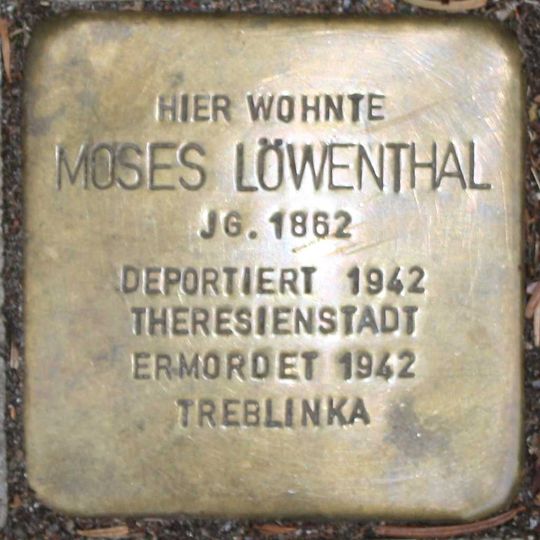 HIER WOHNTE
MOSES LÖWENTHAL
JG. 1862
DEPORTIERT 1942
THERESIENSTADT
ERMORDET 1942
TREBLINKA